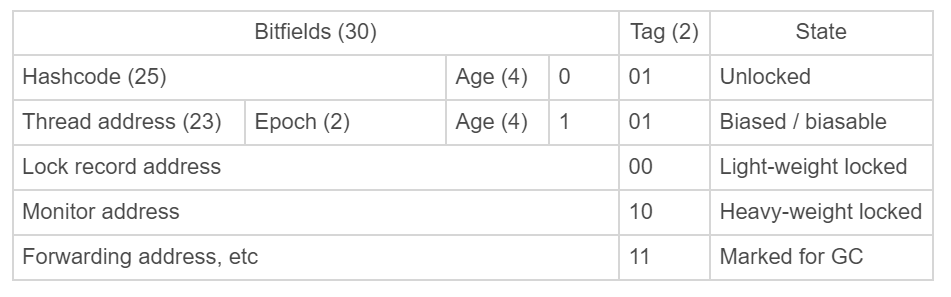 Bitfields (30) Tag (2) State
Hashcode (25) Age (4) 0 01 Unlocked
Thread address (23) Epoch (2) Age (4) 1 01 Biased / biasable
Lock record address 00 Light-weight locked
Monitor address 10 Heavy-weight locked
Forwarding address, etc 11 Marked for GC